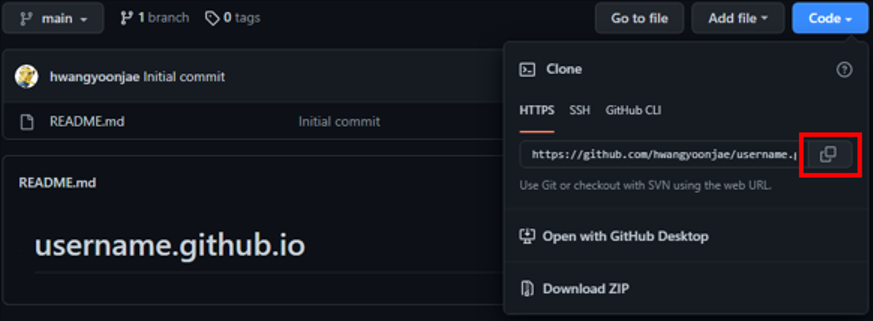 main 1 branch 0 tags Go to file Add file Code
hwangyoonjae Initial commit
README.md Initial commit
README.md
username.github.io
Clone
HTTPS SSH GitHub CLI
https://github.com/hwangyoonjae/username.
Use Git or checkout with SVN using the web URL.
Open with GitHub Desktop
Download ZIP